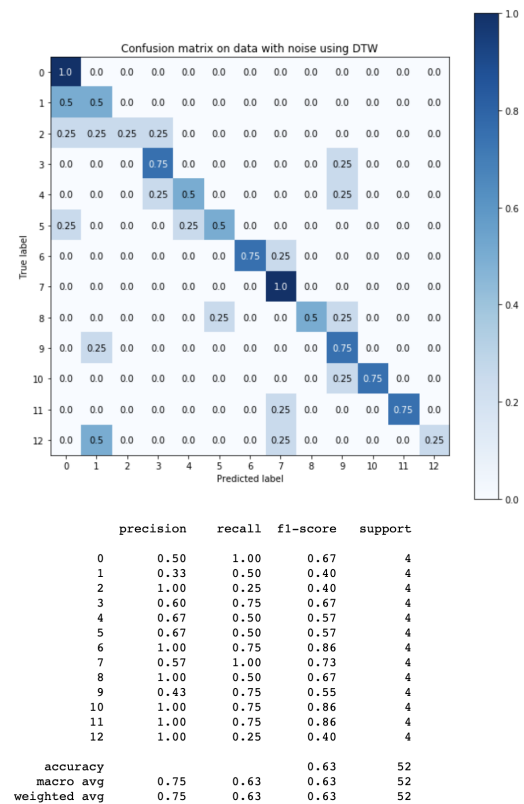 Confusion matrix on data with noise using DTW
1.0
0 1.0 0.0 0.0 0.0 0.0 0.0 0.0 0.0 0.0 0.0 0.0 0.0 0.0
1 0.5 0.5 0.0 0.0 0.0 0.0 0.0 0.0 0.0 0.0 0.0 0.0 0.0
2 0.25 0.25 0.25 0.25 0.0 0.0 0.0 0.0 0.0 0.0 0.0 0.0 0.0
0.8
3 0.0 0.0 0.0 0.75 0.0 0.0 0.0 0.0 0.0 0.25 0.0 0.0 0.0
4 0.0 0.0 0.0 0.25 0.5 0.0 0.0 0.0 0.0 0.25 0.0 0.0 0.0
0.6
5 0.25 0.0 0.0 0.0 0.25 0.5 0.0 0.0 0.0 0.0 0.0 0.0 0.0
6 0.0 0.0 0.0 0.0 0.0 0.0 0.75 0.25 0.0 0.0 0.0 0.0 0.0
True label
7 0.0 0.0 0.0 0.0 0.0 0.0 0.0 1.0 0.0 0.0 0.0 0.0 0.0
0.4
8 0.0 0.0 0.0 0.0 0.0 0.25 0.0 0.0 0.5 0.25 0.0 0.0 0.0
9 0.0 0.25 0.0 0.0 0.0 0.0 0.0 0.0 0.0 0.75 0.0 0.0 0.0
10 0.0 0.0 0.0 0.0 0.0 0.0 0.0 0.0 0.0 0.25 0.75 0.0 0.0
0.2
11 0.0 0.0 0.0 0.0 0.0 0.0 0.0 0.25 0.0 0.0 0.0 0.75 0.0
12 0.0 0.5 0.0 0.0 0.0 0.0 0.0 0.25 0.0 0.0 0.0 0.0 0.25
0 1 2 3 4 5 6 7 8 9 10 11 12
Predicted label
0.0
precision recall f1-score support
0 0.50 1.00 0.67 4
1 0.33 0.50 0.40 4
2 1.00 0.25 0.40 4
3 0.60 0.75 0.67 4
4 0.67 0.50 0.57 4
5 0.67 0.50 0.57 4
6 1.00 0.75 0.86 4
7 0.57 1.00 0.73 4
8 1.00 0.50 0.67 4
9 0.43 0.75 0.55 4
10 1.00 0.75 0.86 4
11 1.00 0.75 0.86 4
12 1.00 0.25 0.40 4
accuracy 0.63 52
macro avg 0.75 0.63 0.63 52
weighted avg 0.75 0.63 0.63 52